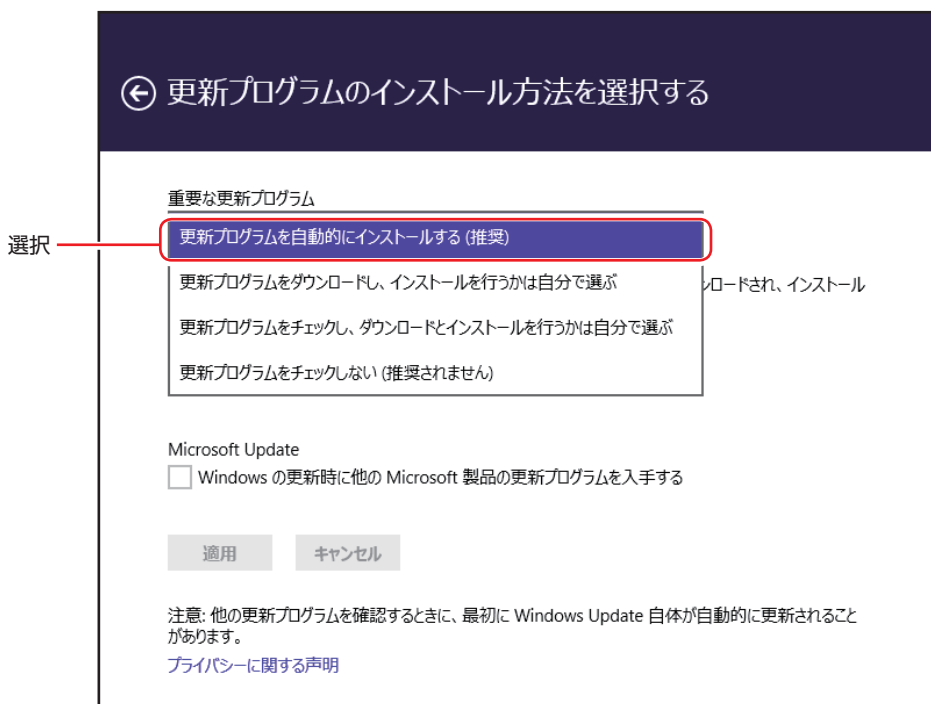 更新プログラムのインストール方法を選択する
重要な更新プログラム
選択
更新プログラムを自動的にインストールする (推奨)
更新プログラムをダウンロードし、インストールを行うかは自分で選ぶ
ンロードされ、インストール
更新プログラムをチェックし、ダウンロードとインストールを行うかは自分で選ぶ
更新プログラムをチェックしない (推奨されません)
Microsoft Update
Windows の更新時に他の Microsoft 製品の更新プログラムを入手する
適用 キャンセル
注意: 他の更新プログラムを確認するときに、最初に Windows Update 自体が自動的に更新されること
があります。
プライバシーに関する声明